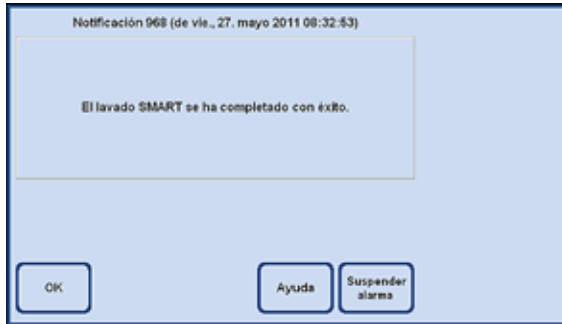 Notificación 968 (de vie., 27. mayo 2011 08:32:53)
El lavado SMART se ha completado con éxito.
OK
Ayuda
Suspender
alarma